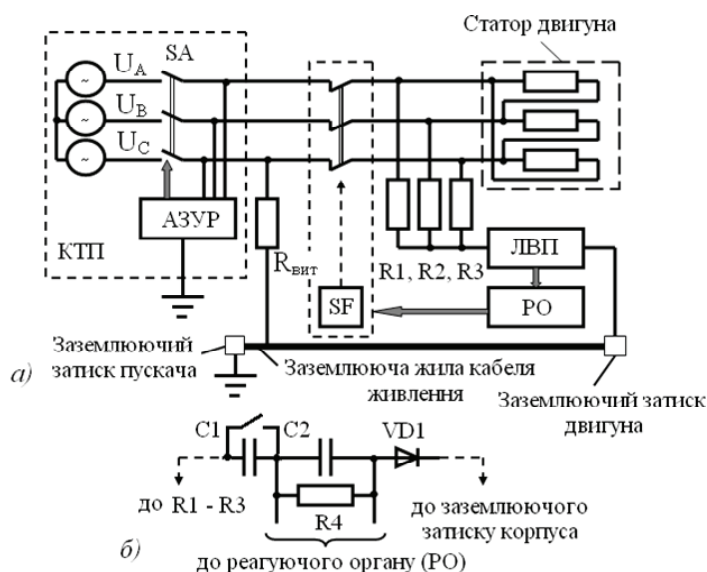 а)
SA
Статор двигуна
~
U_A
~
U_B
~
U_C
АЗУР
КТП
R_вит
R1, R2, R3
ЛВП
SF
РО
Заземлюючий
затиск пускача
Заземлююча жила кабеля
живлення
Заземлюючий затиск
двигуна
C1
C2
VD1
до R1 - R3
R4
до заземлюючого
затиску корпуса
б)
до реагуючого органу (РО)